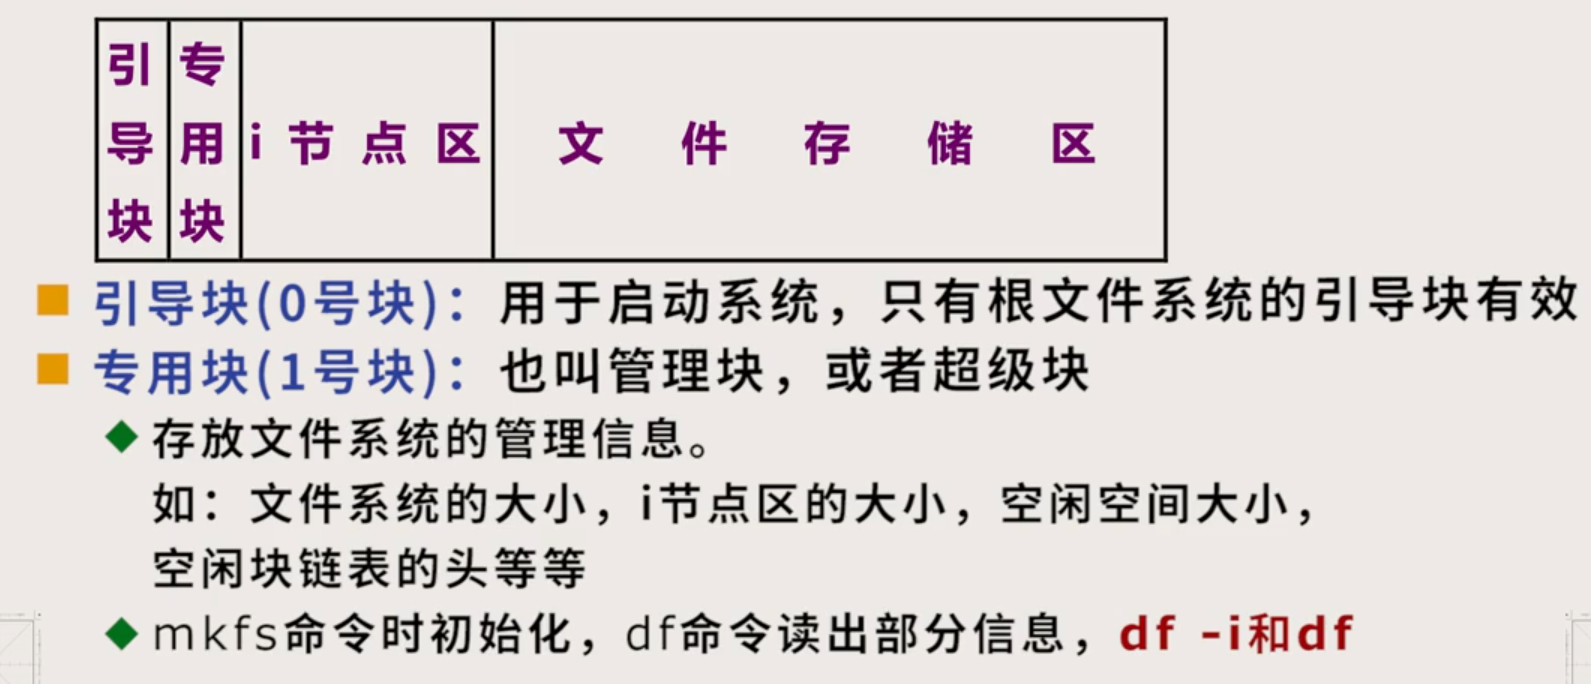 引导块
专用块
i节点区
文件存储区
引导块(0号块)：用于启动系统，只有根文件系统的引导块有效
专用块(1号块)：也叫管理块，或者超级块
存放文件系统的管理信息。
如：文件系统的大小，i节点区的大小，空闲空间大小，
空闲块链表的头等等
mkfs命令时初始化，df命令读出部分信息，df -i和df